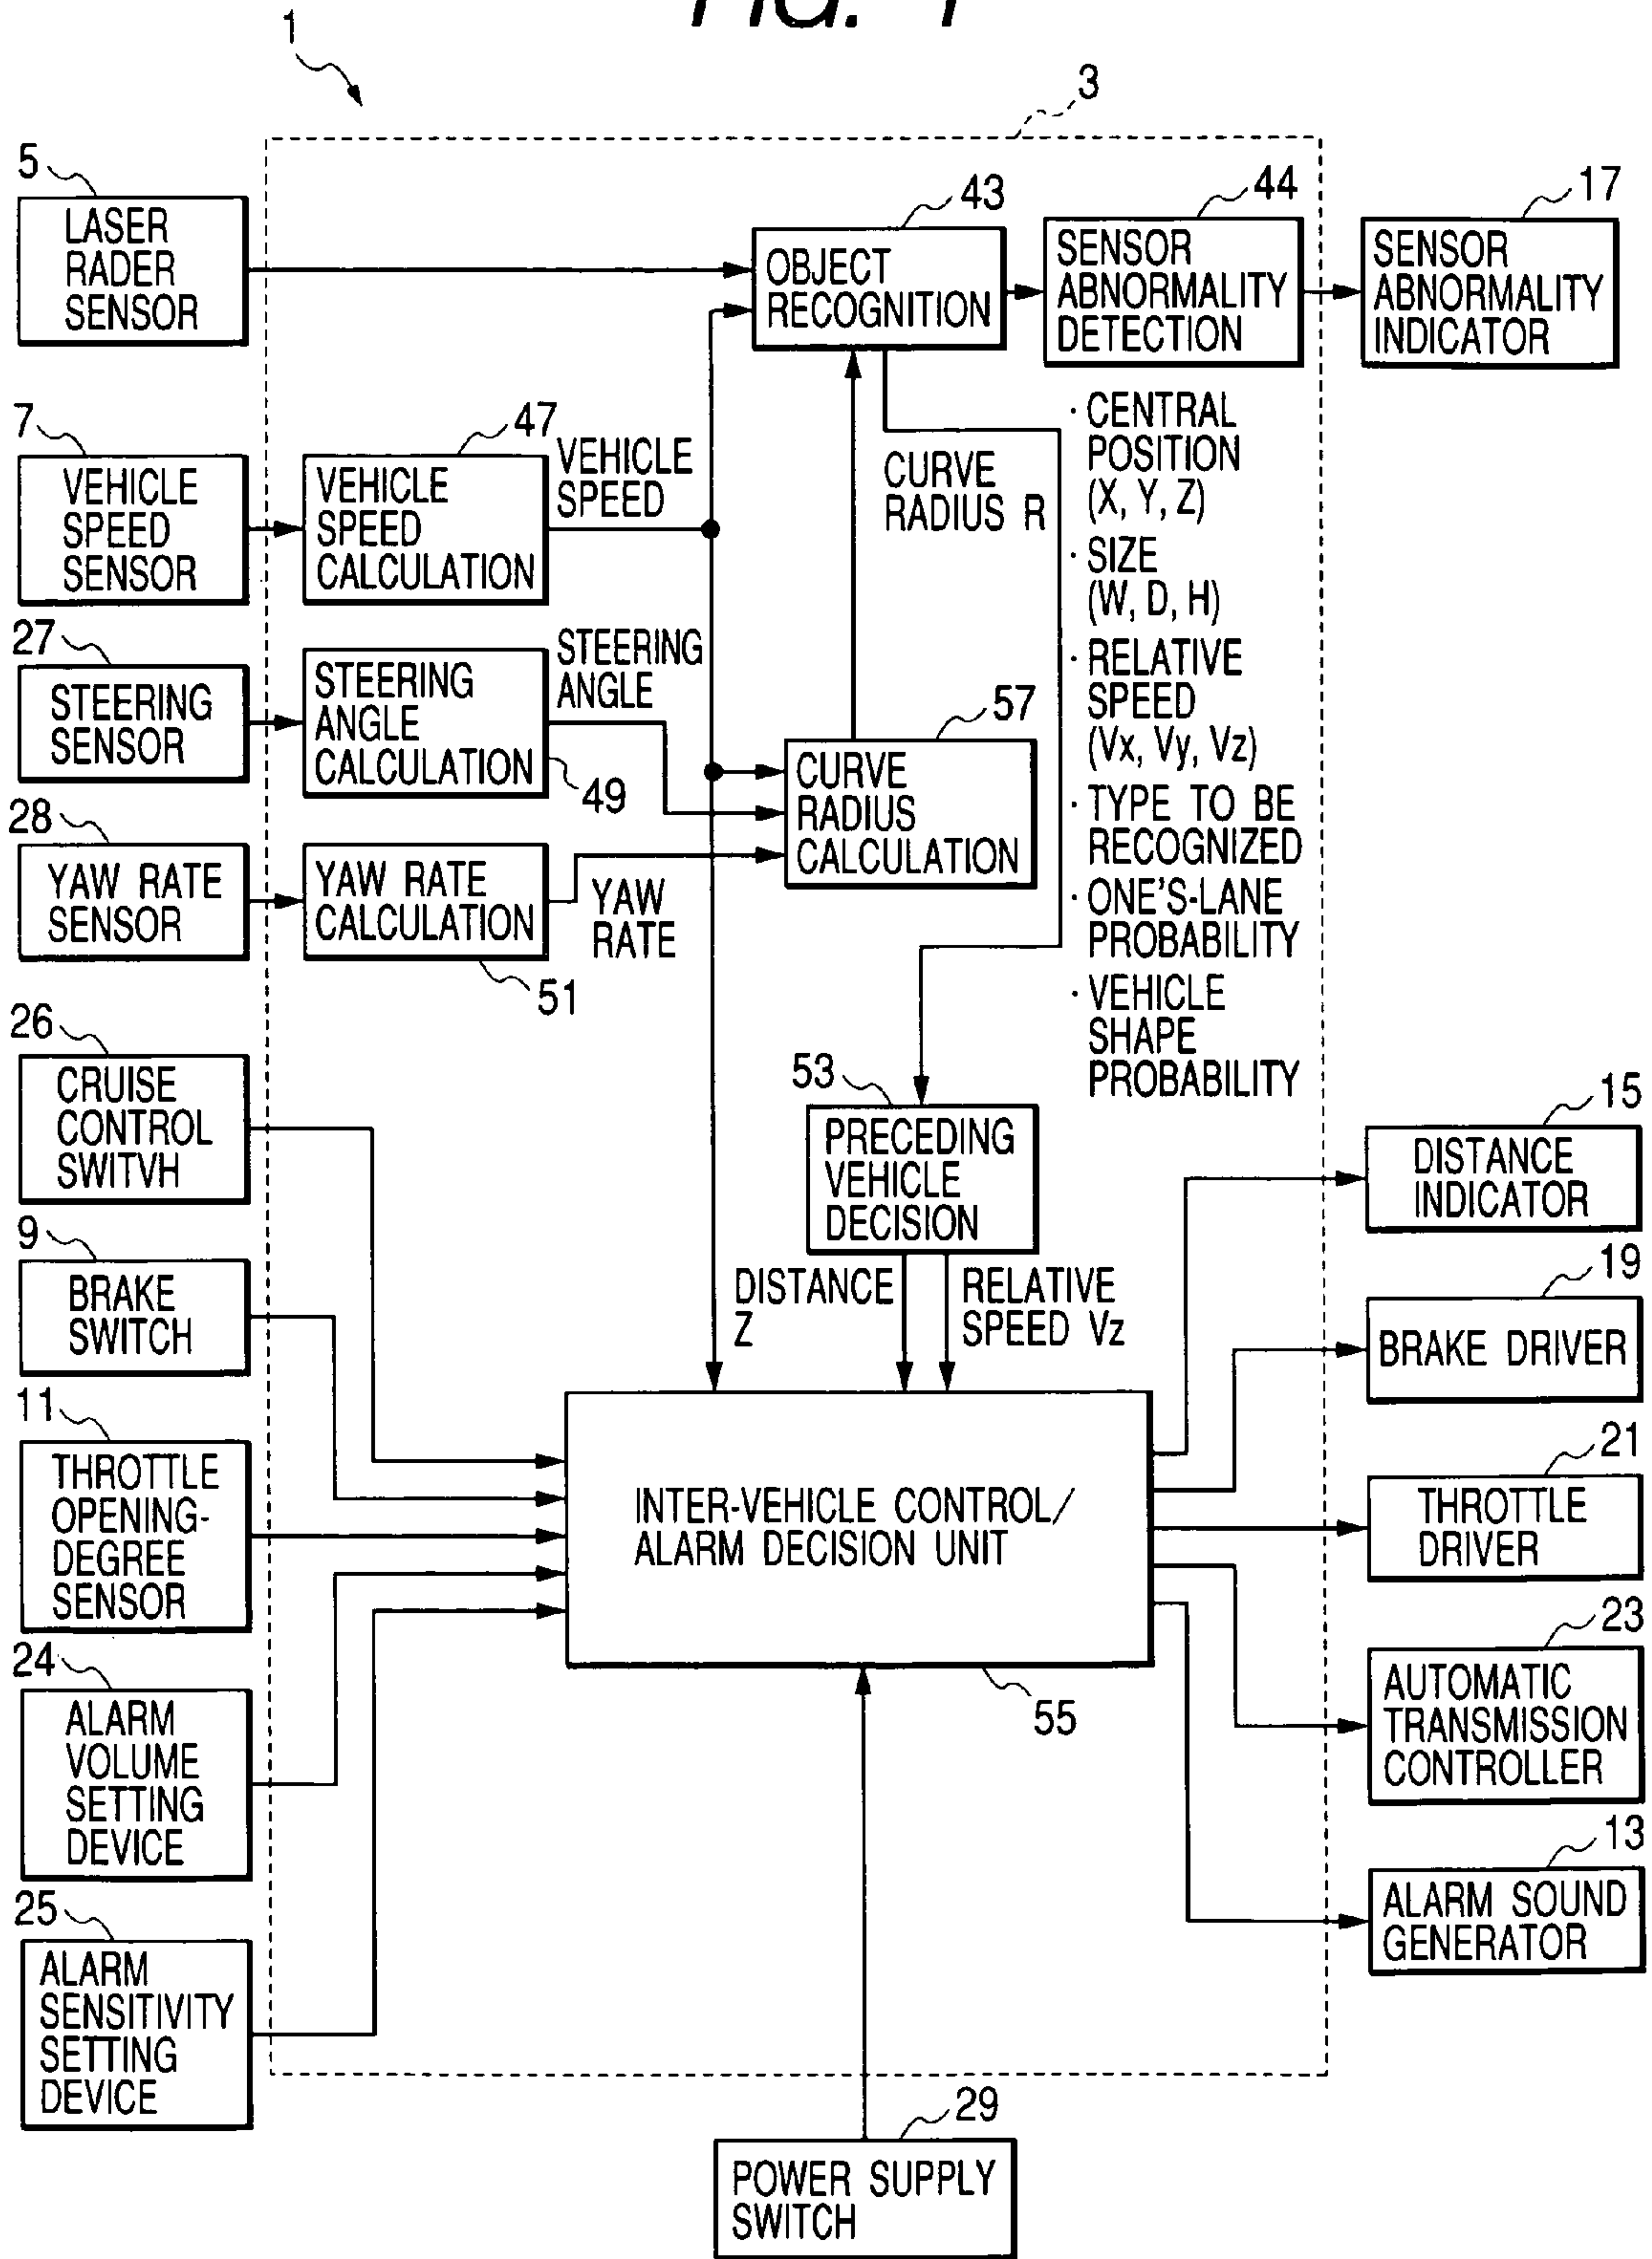 FIG. 1
1
3
5
LASER
RADER
SENSOR
43
OBJECT
RECOGNITION
44
SENSOR
ABNORMALITY
DETECTION
17
SENSOR
ABNORMALITY
INDICATOR
7
VEHICLE
SPEED
SENSOR
47
VEHICLE
SPEED
CALCULATION
VEHICLE
SPEED
CURVE
RADIUS R
· CENTRAL
POSITION
(X, Y, Z)
· SIZE
(W, D, H)
· RELATIVE
SPEED
(Vx, Vy, Vz)
· TYPE TO BE
RECOGNIZED
· ONE'S-LANE
PROBABILITY
· VEHICLE
SHAPE
PROBABILITY
27
STEERING
SENSOR
STEERING
ANGLE
CALCULATION
49
STEERING
ANGLE
57
CURVE
RADIUS
CALCULATION
28
YAW RATE
SENSOR
YAW RATE
CALCULATION
51
YAW
RATE
26
CRUISE
CONTROL
SWITVH
53
PRECEDING
VEHICLE
DECISION
15
DISTANCE
INDICATOR
9
BRAKE
SWITCH
DISTANCE
Z
RELATIVE
SPEED Vz
19
BRAKE DRIVER
11
THROTTLE
OPENING-
DEGREE
SENSOR
INTER-VEHICLE CONTROL/
ALARM DECISION UNIT
55
21
THROTTLE
DRIVER
24
ALARM
VOLUME
SETTING
DEVICE
23
AUTOMATIC
TRANSMISSION
CONTROLLER
25
ALARM
SENSITIVITY
SETTING
DEVICE
13
ALARM SOUND
GENERATOR
29
POWER SUPPLY
SWITCH